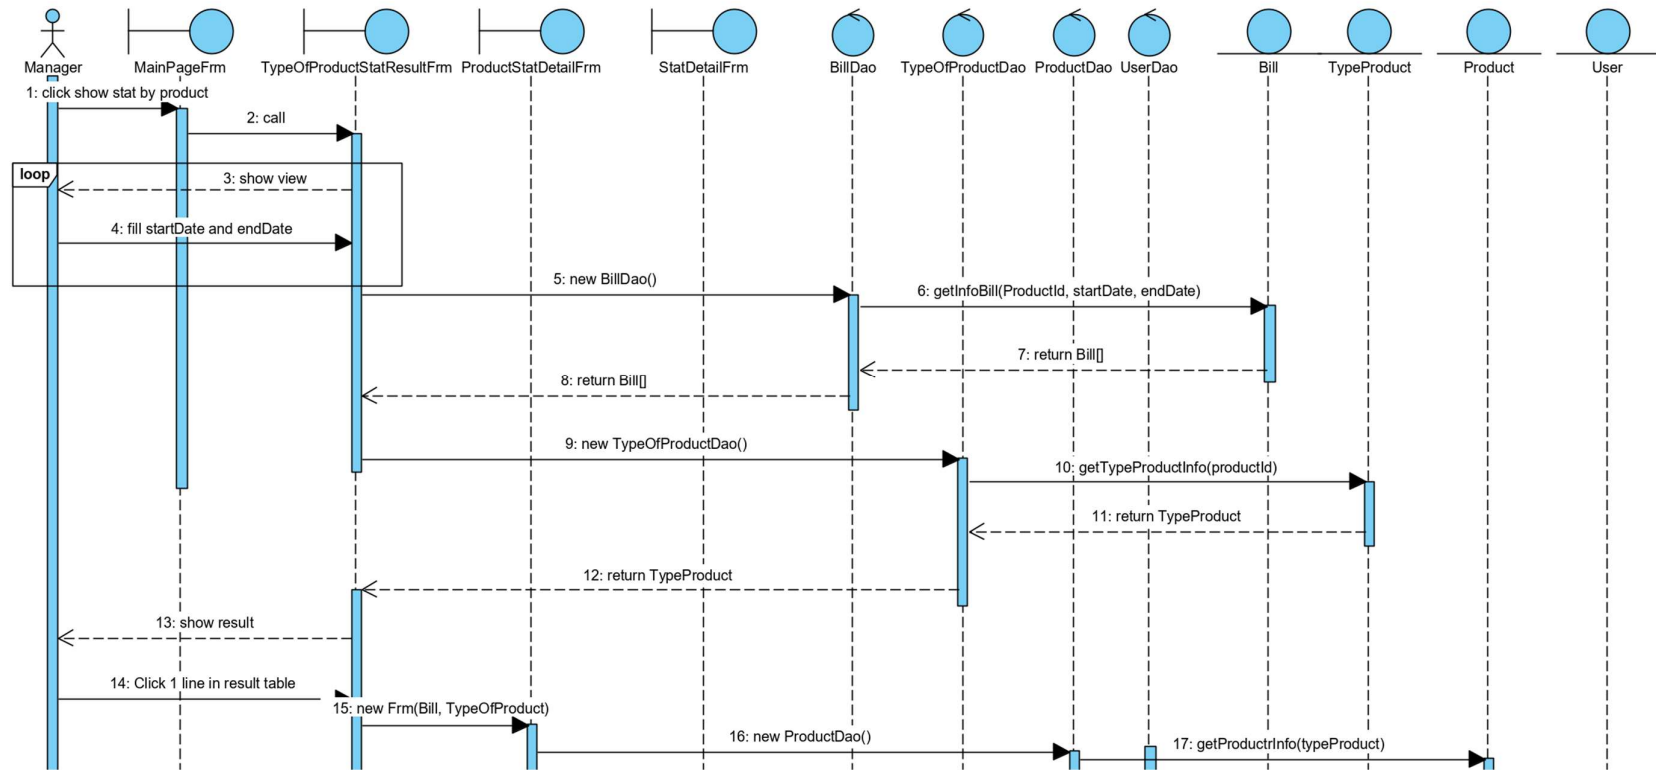 Manager
MainPageFrm
TypeOfProductStatResultFrm
ProductStatDetailFrm
StatDetailFrm
BillDao
TypeOfProductDao
ProductDao
UserDao
Bill
TypeProduct
Product
User
1: click show stat by product
2: call
loop
3: show view
4: fill startDate and endDate
5: new BillDao()
6: getInfoBill(ProductId, startDate, endDate)
7: return Bill[]
8: return Bill[]
9: new TypeOfProductDao()
10: getTypeProductInfo(productId)
11: return TypeProduct
12: return TypeProduct
13: show result
14: Click 1 line in result table
15: new Frm(Bill, TypeOfProduct)
16: new ProductDao()
17: getProductrInfo(typeProduct)